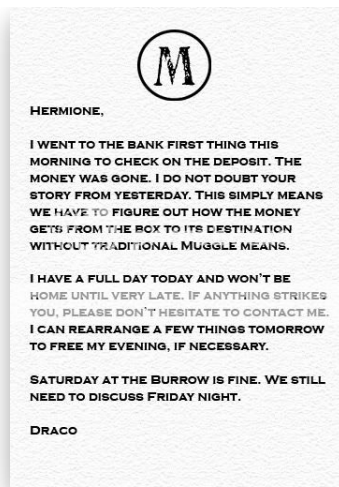 M
HERMIONE,
I WENT TO THE BANK FIRST THING THIS
MORNING TO CHECK ON THE DEPOSIT. THE
MONEY WAS GONE. I DO NOT DOUBT YOUR
STORY FROM YESTERDAY. THIS SIMPLY MEANS
WE HAVE TO FIGURE OUT HOW THE MONEY
GETS FROM THE BOX TO ITS DESTINATION
WITHOUT TRADITIONAL MUGGLE MEANS.
I HAVE A FULL DAY TODAY AND WON'T BE
HOME UNTIL VERY LATE. IF ANYTHING STRIKES
YOU, PLEASE DON'T HESITATE TO CONTACT ME.
I CAN REARRANGE A FEW THINGS TOMORROW
TO FREE MY EVENING, IF NECESSARY.
SATURDAY AT THE BURROW IS FINE. WE STILL
NEED TO DISCUSS FRIDAY NIGHT.
DRACO